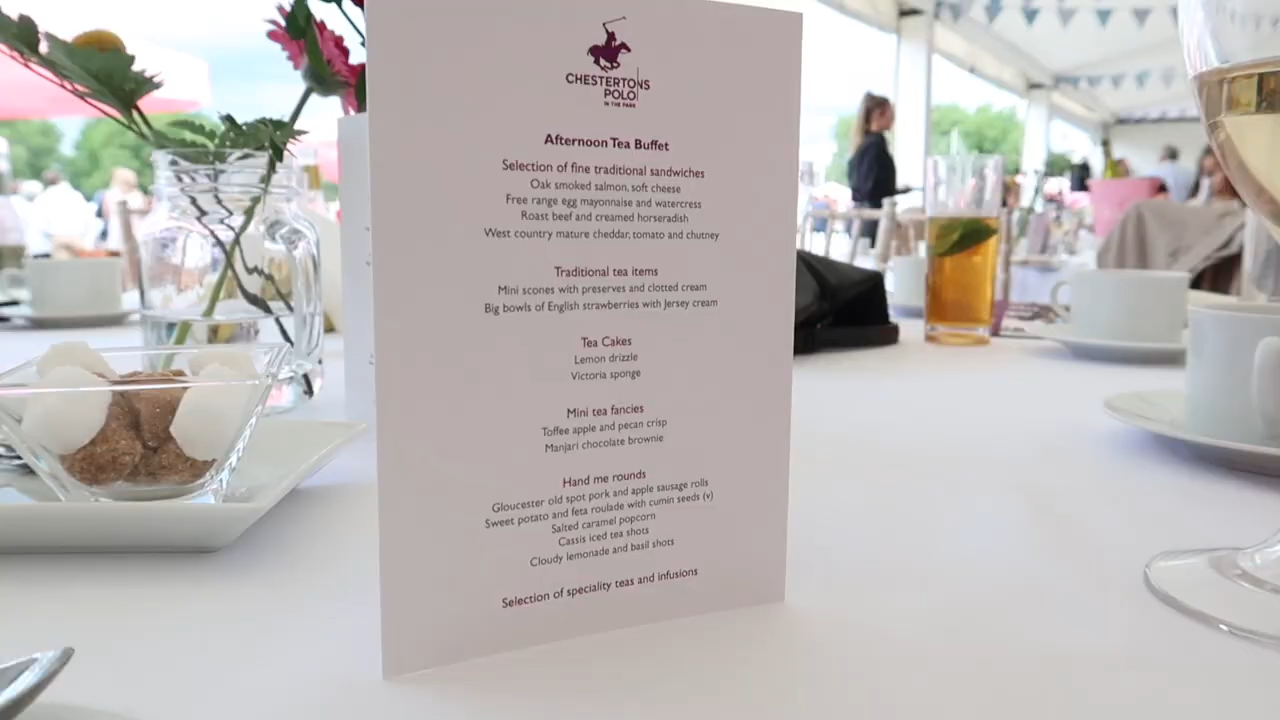 CHESTERTONS
POLO
IN THE PARK
Afternoon Tea Buffet
Selection of fine traditional sandwiches
Oak smoked salmon, soft cheese
Free range egg mayonnaise and watercress
Roast beef and creamed horseradish
West country mature cheddar, tomato and chutney
Traditional tea items
Mini scones with preserves and clotted cream
Big bowls of English strawberries with Jersey cream
Tea Cakes
Lemon drizzle
Victoria sponge
Mini tea fancies
Toffee apple and pecan crisp
Manjari chocolate brownie
Hand me rounds
Gloucester old spot pork and apple sausage rolls
Sweet potato and feta roulade with cumin seeds (v)
Salted caramel popcorn
Cassis iced tea shots
Cloudy lemonade and basil shots
Selection of speciality teas and infusions